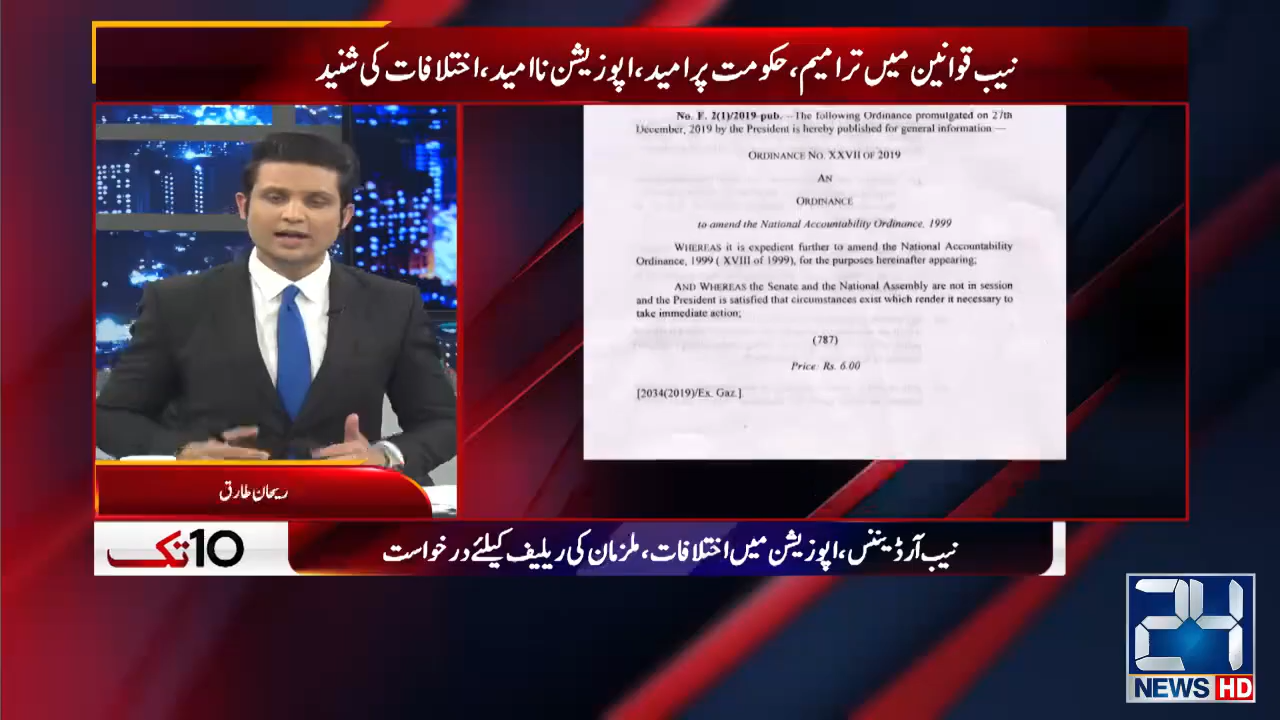 نیب قوانین میں ترامیم، حکومت پرامید، اپوزیشن ناامید، اختلافات کی شنید
No. F. 2(1)/2019-pub. —The following Ordinance promulgated on 27th
December, 2019 by the President is hereby published for general information —
ORDINANCE NO. XXVII OF 2019
AN
ORDINANCE
to amend the National Accountability Ordinance, 1999
WHEREAS it is expedient further to amend the National Accountability
Ordinance, 1999 ( XVIII of 1999), for the purposes hereinafter appearing;
AND WHEREAS the Senate and the National Assembly are not in session
and the President is satisfied that circumstances exist which render it necessary to
take immediate action;
(787)
Price: Rs. 6.00
[2034(2019)/Ex. Gaz.]
ریحان طارق
10تک
نیب آرڈیننس، اپوزیشن میں اختلافات، ملزمان کی ریلیف کیلئے درخواست
24
NEWS HD